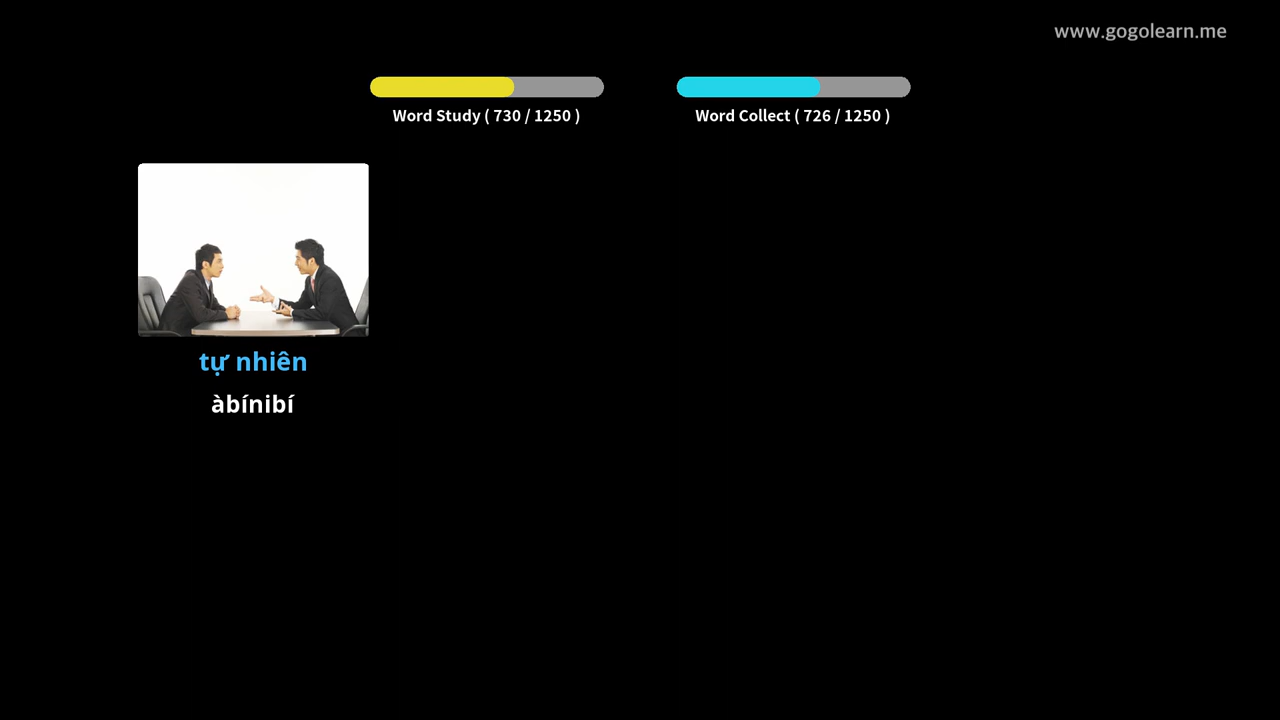 www.gogolearn.me
Word Study ( 730 / 1250 )
Word Collect ( 726 / 1250 )
tự nhiên
àbínibí